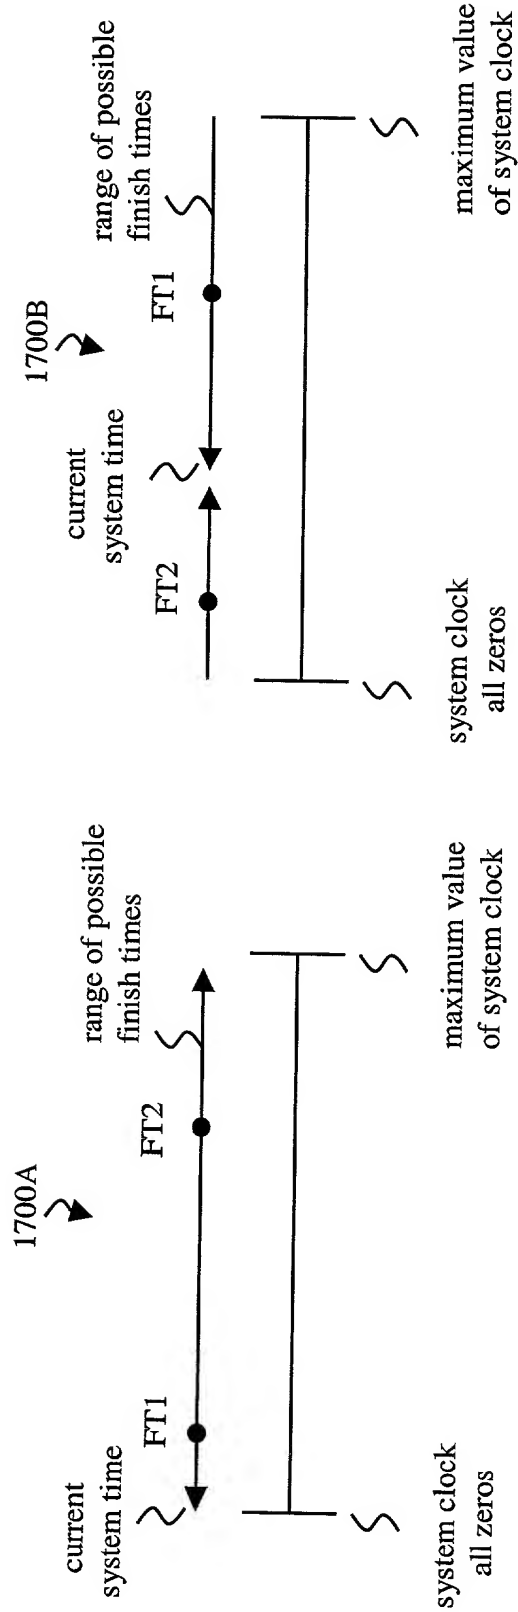 1700A
current
system time
FT1
FT2
range of possible
finish times
system clock
all zeros
maximum value
of system clock
1700B
current
system time
FT2
FT1
range of possible
finish times
system clock
all zeros
maximum value
of system clock